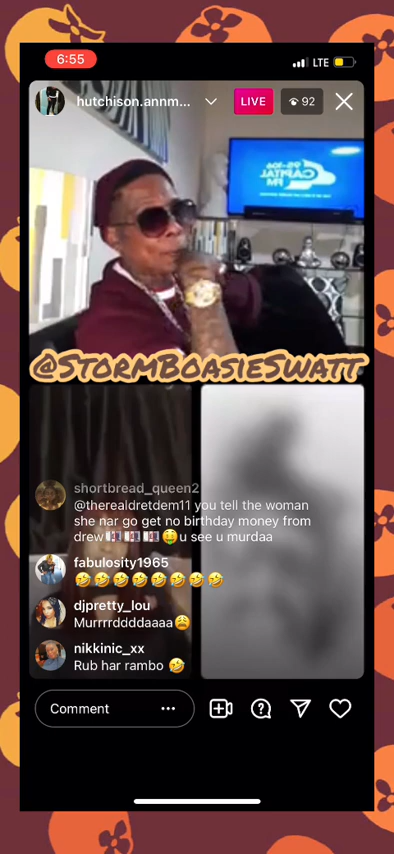 6:55
LTE
hutchison.annm...
LIVE
92
95-106
CAPITAL
FM
@StormBoasieSwatt
shortbread_queen2
@therealdretdem11 you tell the woman
she nar go get no birthday money from
drew💷💷💷🤑u see u murdaa
fabulosity1965
🤣🤣🤣🤣🤣🤣🤣🤣
djpretty_lou
Murrrrddddaaaa😩
nikkinic_xx
Rub har rambo 🤣
Comment